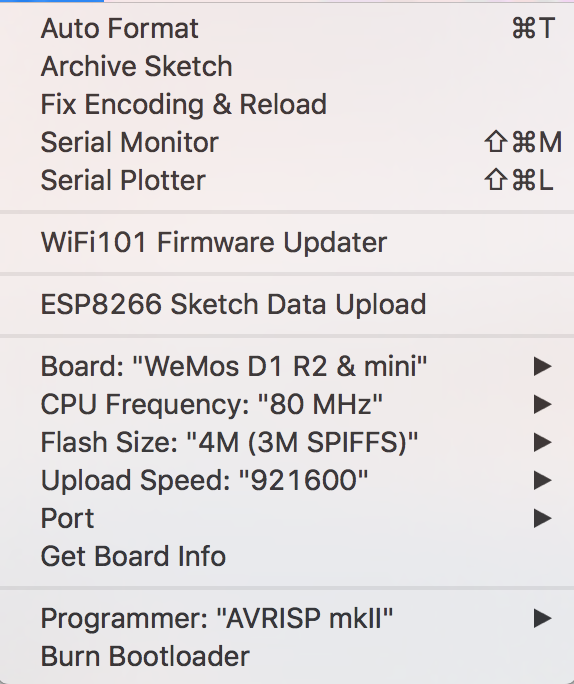 Auto Format ⌘T
Archive Sketch
Fix Encoding & Reload
Serial Monitor ⇧⌘M
Serial Plotter ⇧⌘L
WiFi101 Firmware Updater
ESP8266 Sketch Data Upload
Board: "WeMos D1 R2 & mini"
CPU Frequency: "80 MHz"
Flash Size: "4M (3M SPIFFS)"
Upload Speed: "921600"
Port
Get Board Info
Programmer: "AVRISP mkII"
Burn Bootloader